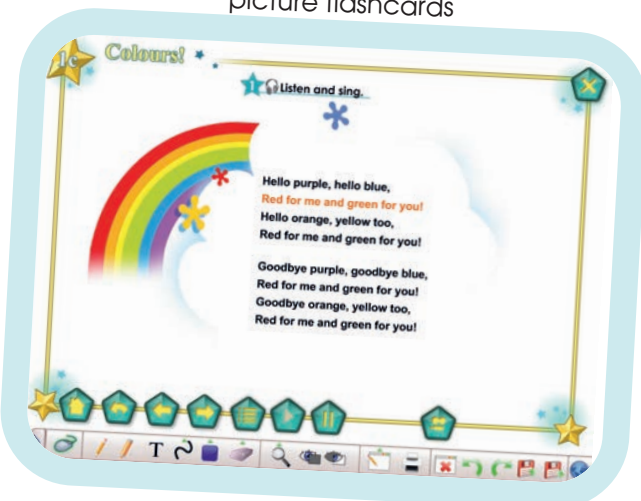 picture flashcards
1c Colours!
1 Listen and sing.
Hello purple, hello blue,
Red for me and green for you!
Hello orange, yellow too,
Red for me and green for you!
Goodbye purple, goodbye blue,
Red for me and green for you!
Goodbye orange, yellow too,
Red for me and green for you!
T